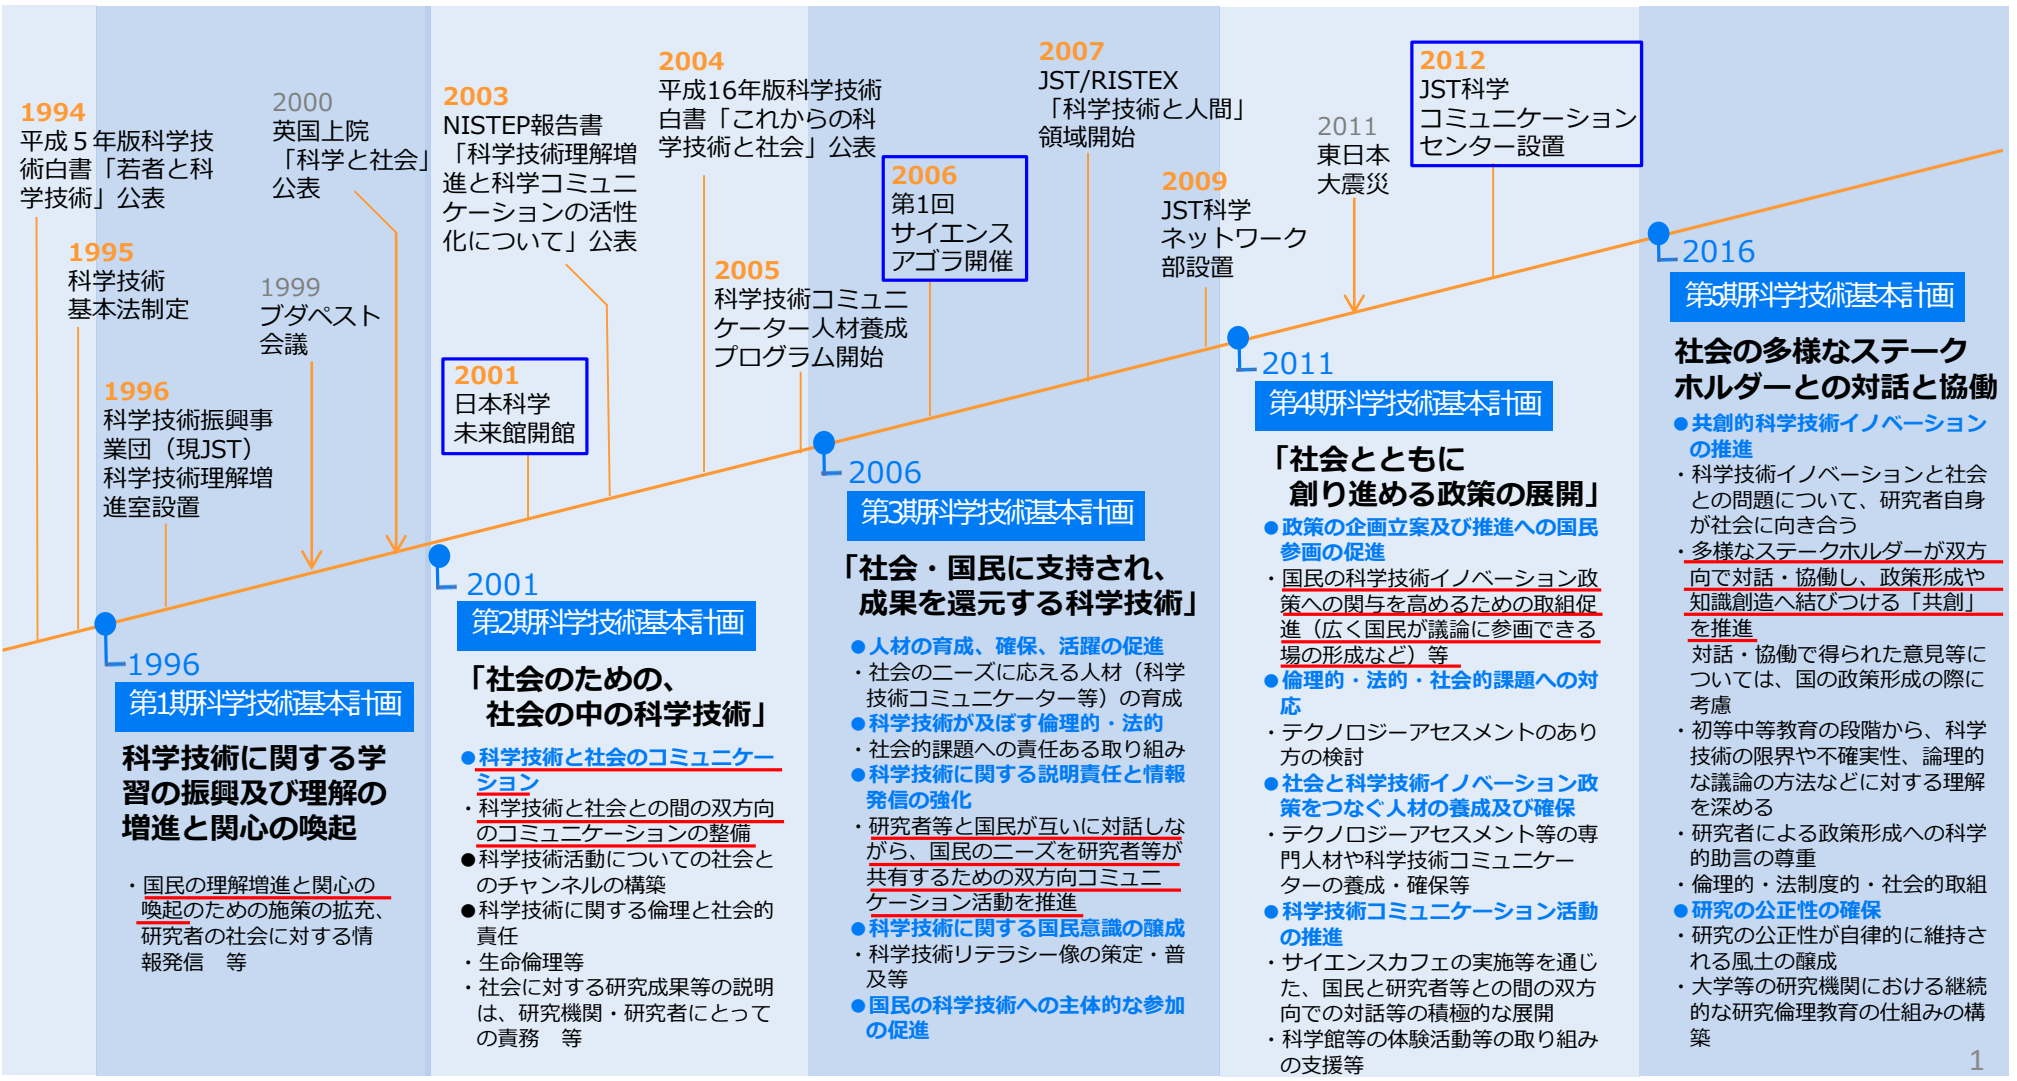 1994
平成５年版科学技
術白書「若者と科
学技術」公表
1995
科学技術
基本法制定
1996
科学技術振興事
業団（現JST）
科学技術理解増
進室設置
1999
ブダペスト
会議
2000
英国上院
「科学と社会」
公表
2001
日本科学
未来館開館
2003
NISTEP報告書
「科学技術理解増
進と科学コミュニ
ケーションの活性
化について」公表
2004
平成16年版科学技術
白書「これからの科
学技術と社会」公表
2005
科学技術コミュニ
ケーター人材養成
プログラム開始
2006
第1回
サイエンス
アゴラ開催
2007
JST/RISTEX
「科学技術と人間」
領域開始
2009
JST科学
ネットワーク
部設置
2011
東日本
大震災
2012
JST科学
コミュニケーション
センター設置
1996
第1期科学技術基本計画
科学技術に関する学
習の振興及び理解の
増進と関心の喚起
・国民の理解増進と関心の
喚起のための施策の拡充、
研究者の社会に対する情
報発信　等
2001
第2期科学技術基本計画
「社会のための、
社会の中の科学技術」
●科学技術と社会のコミュニケー
ション
・科学技術と社会との間の双方向
のコミュニケーションの整備
●科学技術活動についての社会と
のチャンネルの構築
●科学技術に関する倫理と社会的
責任
・生命倫理等
・社会に対する研究成果等の説明
は、研究機関・研究者にとって
の責務　等
2006
第3期科学技術基本計画
「社会・国民に支持され、
成果を還元する科学技術」
●人材の育成、確保、活躍の促進
・社会のニーズに応える人材（科学
技術コミュニケーター等）の育成
●科学技術が及ぼす倫理的・法的
・社会的課題への責任ある取り組み
●科学技術に関する説明責任と情報
発信の強化
・研究者等と国民が互いに対話しな
がら、国民のニーズを研究者等が
共有するための双方向コミュニ
ケーション活動を推進
●科学技術に関する国民意識の醸成
・科学技術リテラシー像の策定・普
及等
●国民の科学技術への主体的な参加
の促進
2011
第4期科学技術基本計画
「社会とともに
創り進める政策の展開」
●政策の企画立案及び推進への国民
参画の促進
・国民の科学技術イノベーション政
策への関与を高めるための取組促
進（広く国民が議論に参画できる
場の形成など）等
●倫理的・法的・社会的課題への対
応
・テクノロジーアセスメントのあり
方の検討
●社会と科学技術イノベーション政
策をつなぐ人材の養成及び確保
・テクノロジーアセスメント等の専
門人材や科学技術コミュニケー
ターの養成・確保等
●科学技術コミュニケーション活動
の推進
・サイエンスカフェの実施等を通じ
た、国民と研究者等との間の双方
向での対話等の積極的な展開
・科学館等の体験活動等の取り組み
の支援等
2016
第5期科学技術基本計画
社会の多様なステーク
ホルダーとの対話と協働
●共創的科学技術イノベーション
の推進
・科学技術イノベーションと社会
との問題について、研究者自身
が社会に向き合う
・多様なステークホルダーが双方
向で対話・協働し、政策形成や
知識創造へ結びつける「共創」
を推進
対話・協働で得られた意見等に
ついては、国の政策形成の際に
考慮
・初等中等教育の段階から、科学
技術の限界や不確実性、論理的
な議論の方法などに対する理解
を深める
・研究者による政策形成への科学
的助言の尊重
・倫理的・法制度的・社会的取組
●研究の公正性の確保
・研究の公正性が自律的に維持さ
れる風土の醸成
・大学等の研究機関における継続
的な研究倫理教育の仕組みの構
築
1